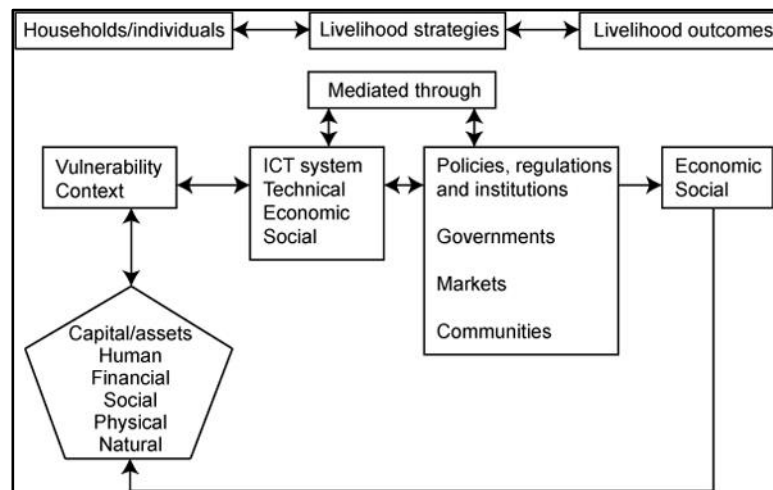 Households/individuals
Livelihood strategies
Livelihood outcomes
Mediated through
Vulnerability
Context
ICT system
Technical
Economic
Social
Policies, regulations
and institutions
Governments
Markets
Communities
Economic
Social
Capital/assets
Human
Financial
Social
Physical
Natural